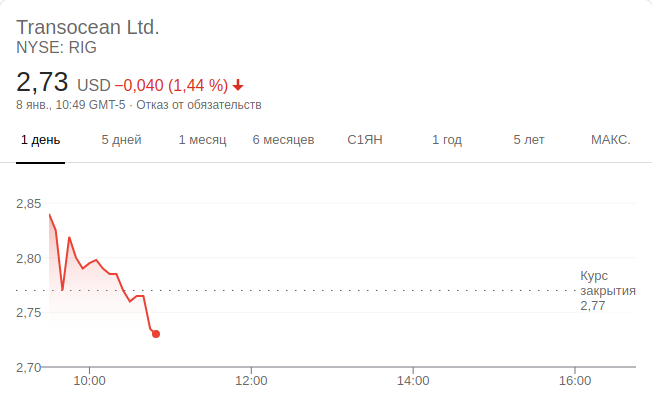 Transocean Ltd.
NYSE: RIG
2,73 USD −0,040 (1,44 %)
8 янв., 10:49 GMT-5 · Отказ от обязательств
1 день 5 дней 1 месяц 6 месяцев С1ЯН 1 год 5 лет МАКС.
2,85
2,80
Курс
закрытия
2,77
2,75
2,70
10:00 12:00 14:00 16:00